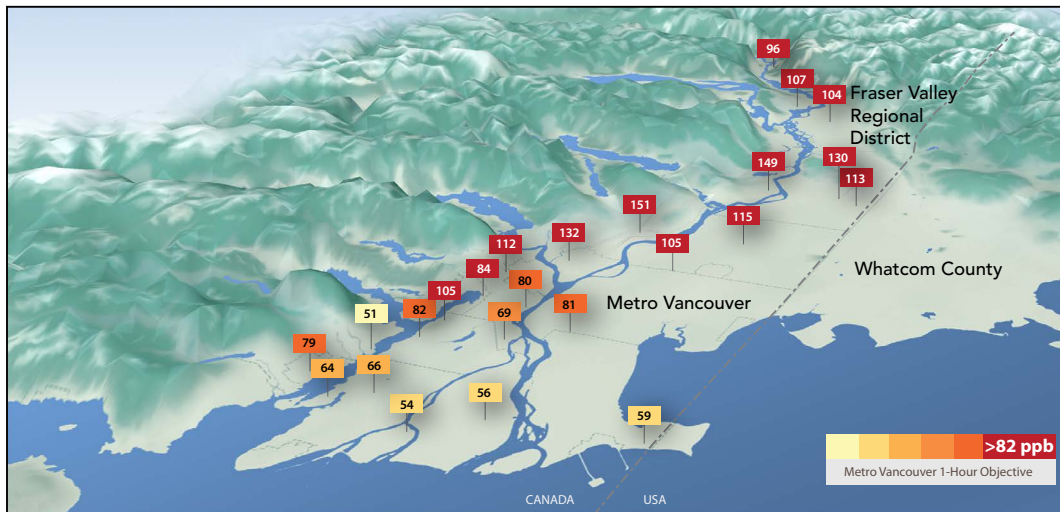 96
107
104
Fraser Valley
Regional
District
149
130
113
151
115
132
105
112
84
80
Whatcom County
105
81
Metro Vancouver
82
69
51
79
64
66
54
56
59
>82 ppb
Metro Vancouver 1-Hour Objective
CANADA
USA